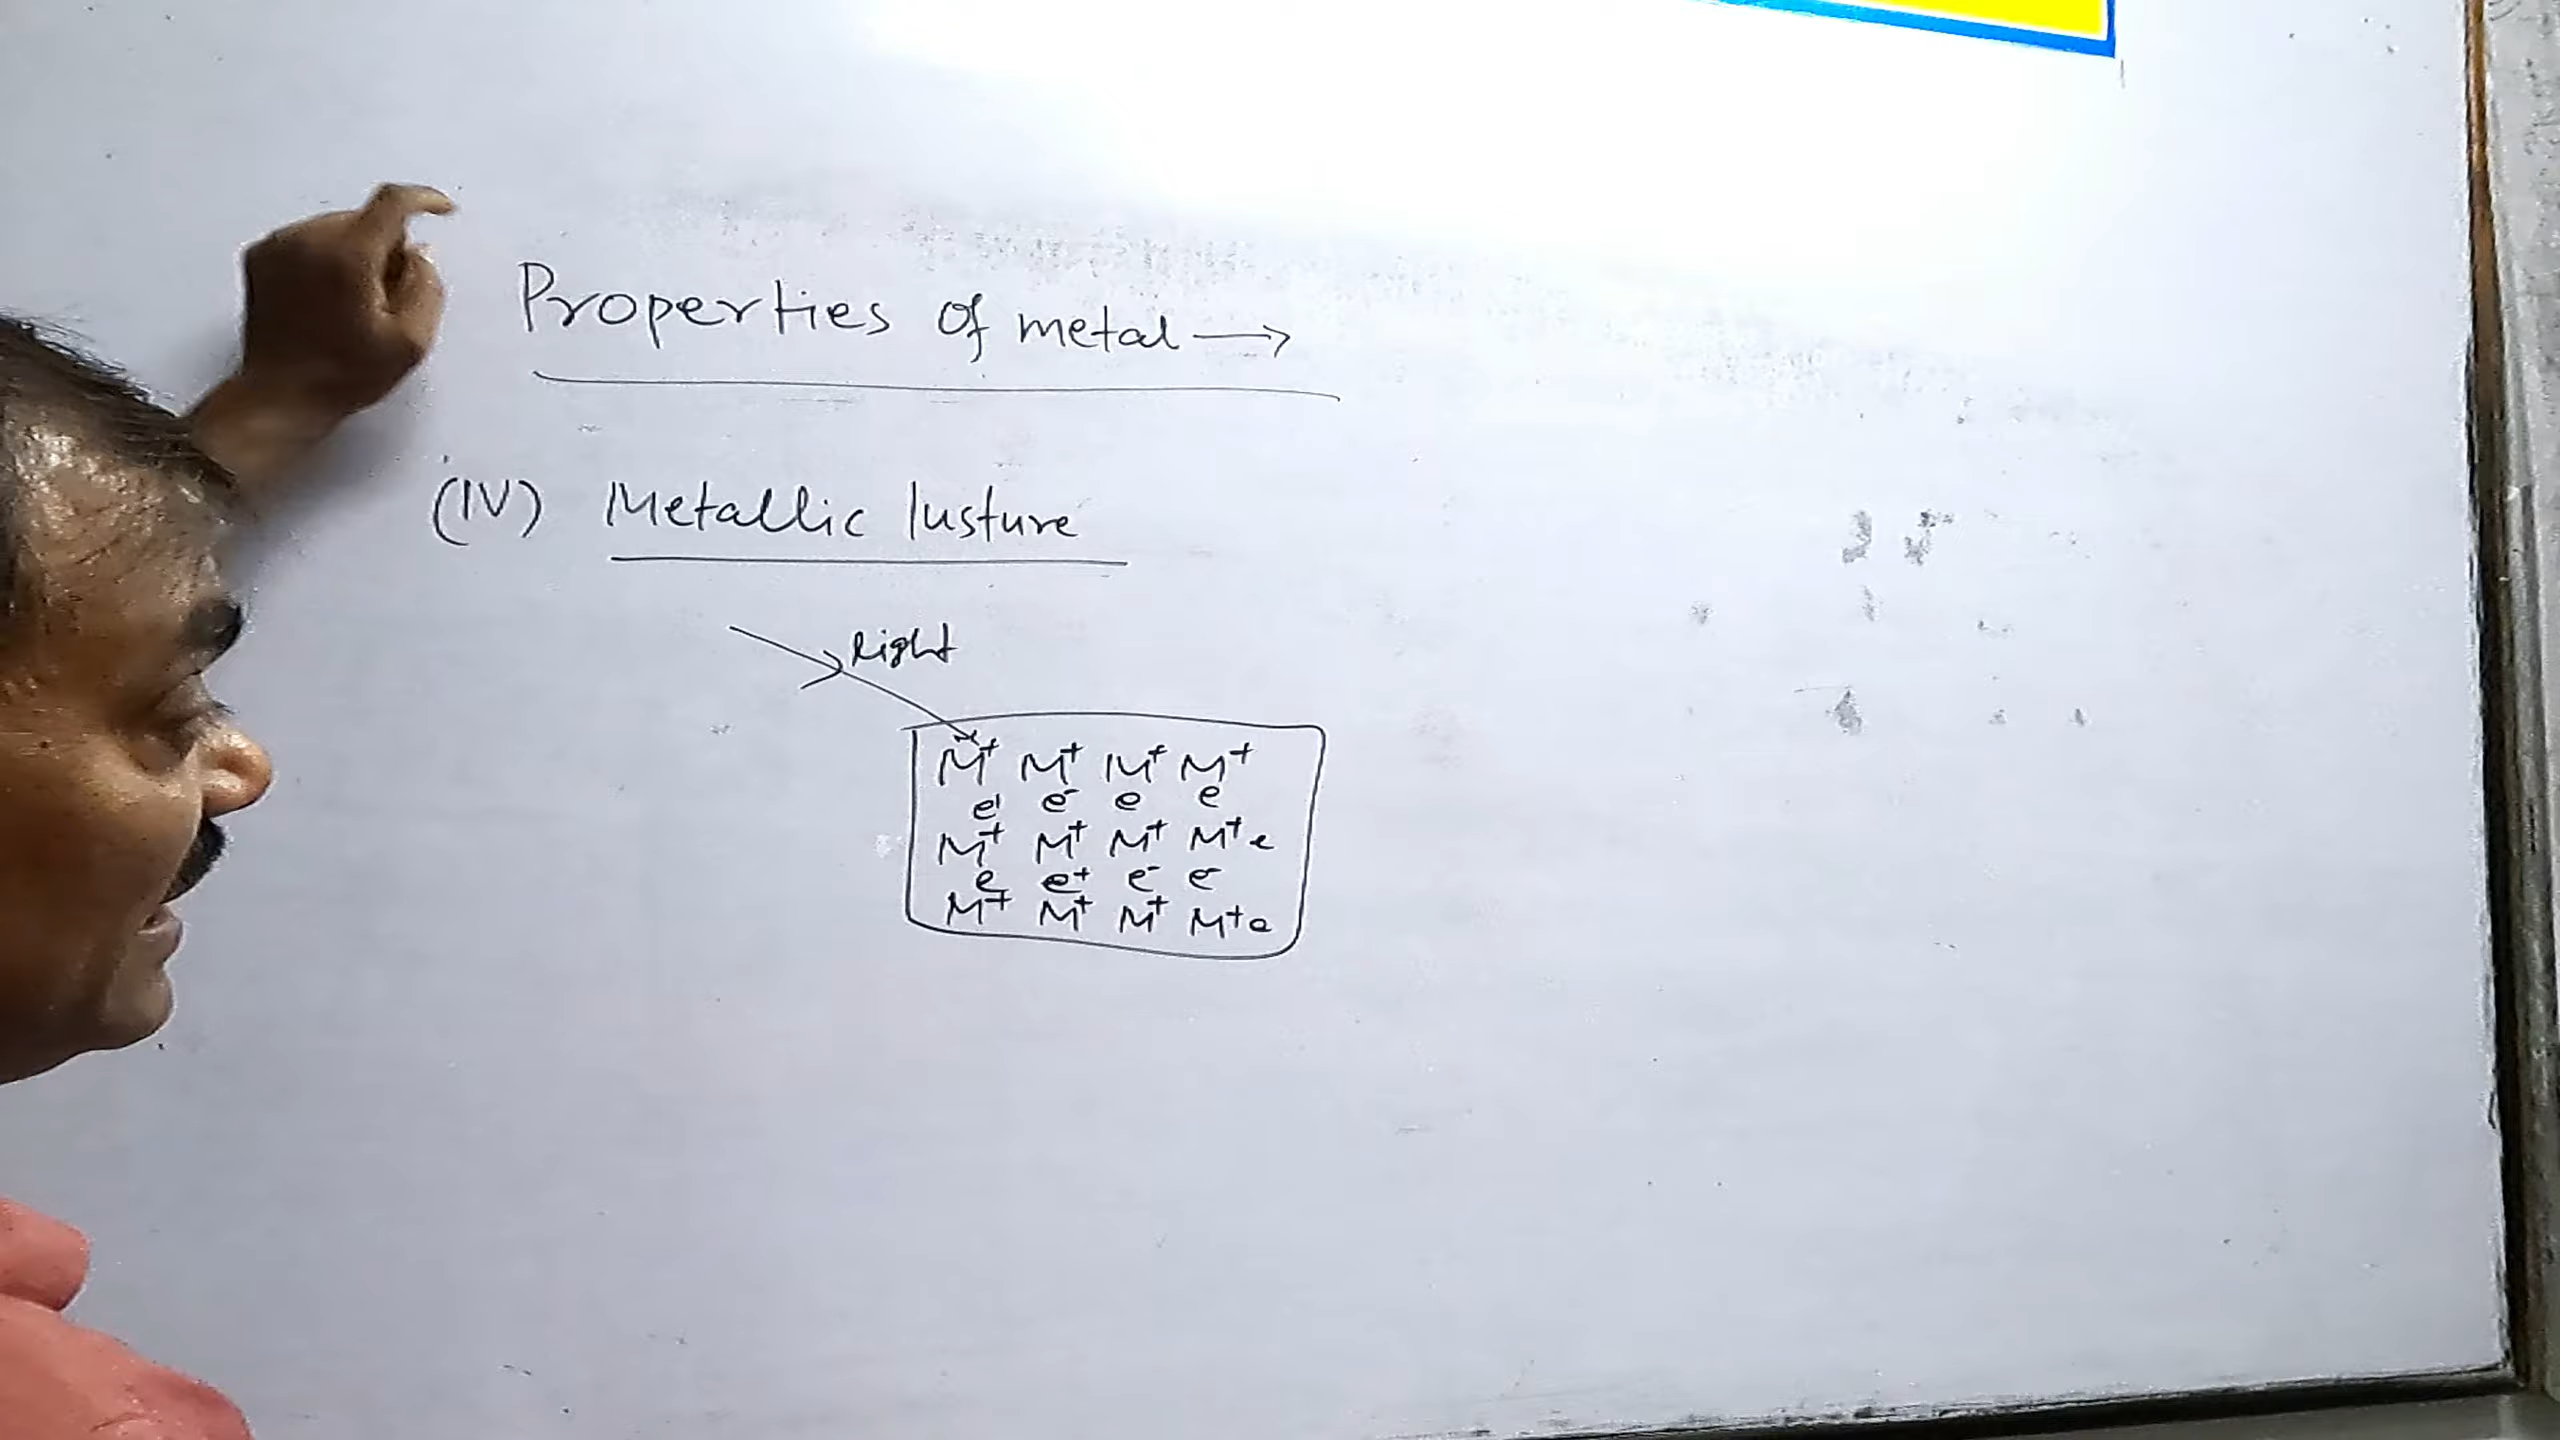 Properties of metal →
(IV) Metallic lusture
light
M⁺ M⁺ M⁺ M⁺
e' e⁻ e e
M⁺ M⁺ M⁺ M⁺ e
e e⁺ e⁻ e⁻
M⁺ M⁺ M⁺ M⁺ e